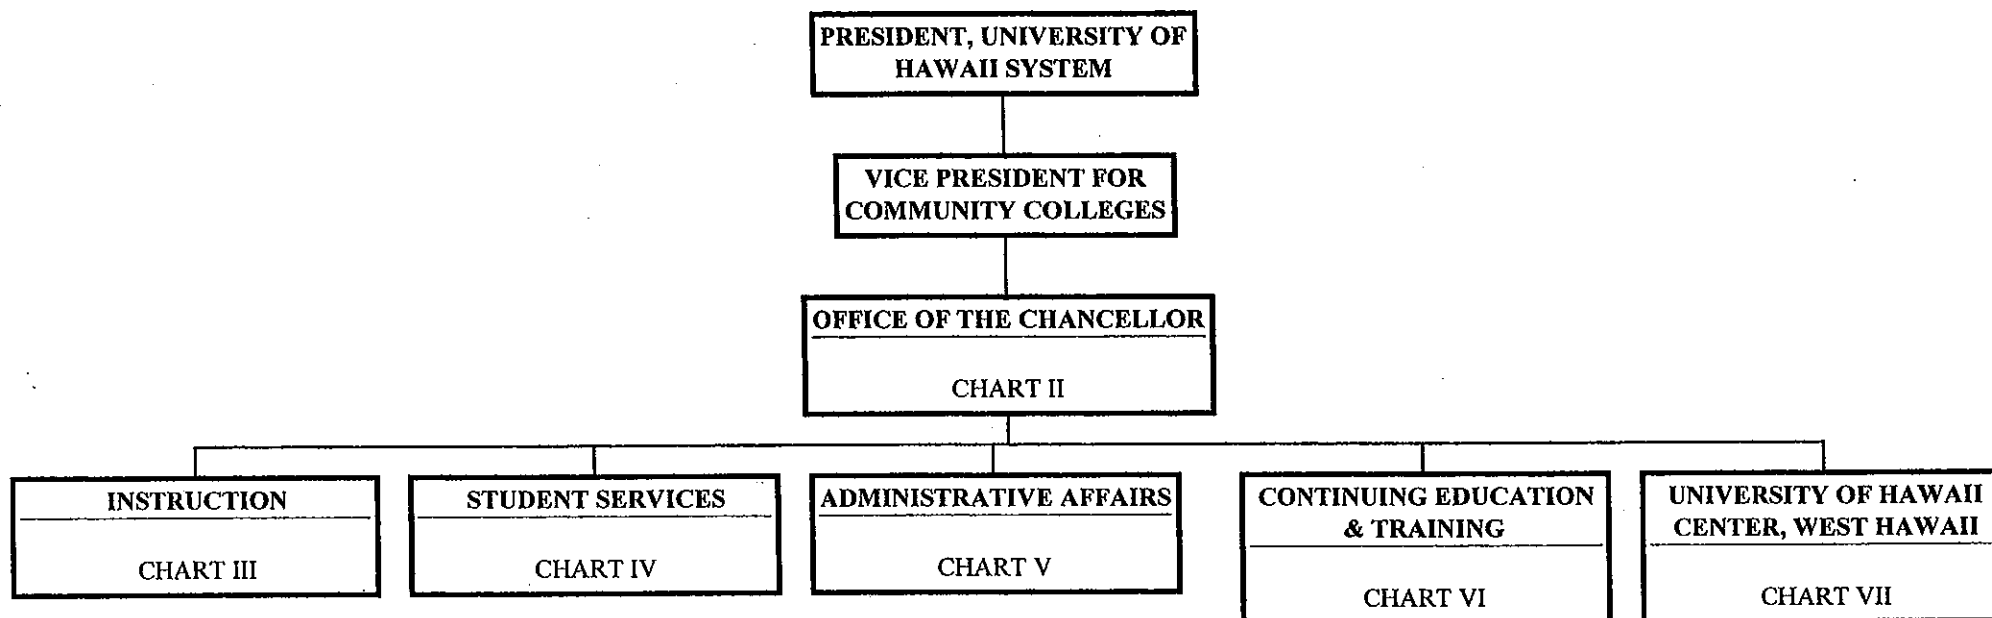 PRESIDENT, UNIVERSITY OF
HAWAII SYSTEM
VICE PRESIDENT FOR
COMMUNITY COLLEGES
OFFICE OF THE CHANCELLOR
CHART II
INSTRUCTION
CHART III
STUDENT SERVICES
CHART IV
ADMINISTRATIVE AFFAIRS
CHART V
CONTINUING EDUCATION
& TRAINING
CHART VI
UNIVERSITY OF HAWAII
CENTER, WEST HAWAII
CHART VII